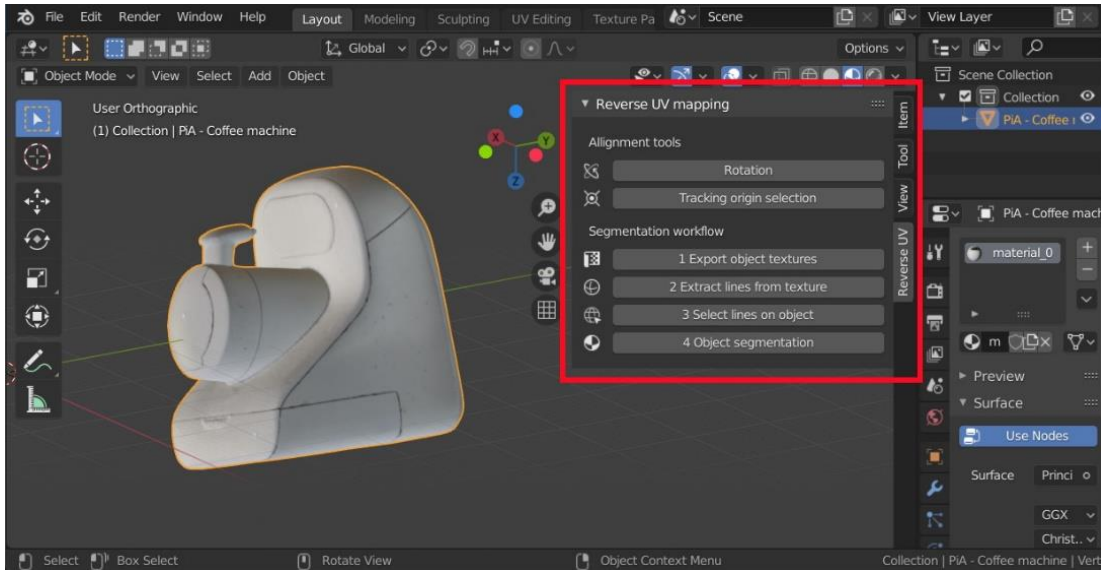 File Edit Render Window Help Layout Modeling Sculpting UV Editing Texture Pa Scene View Layer
Global Options
Object Mode View Select Add Object
User Orthographic
(1) Collection | PiA - Coffee machine
X
Y
Z
Reverse UV mapping
Allignment tools
Rotation
Tracking origin selection
Segmentation workflow
1 Export object textures
2 Extract lines from texture
3 Select lines on object
4 Object segmentation
Item
Tool
View
Reverse UV
Scene Collection
Collection
PiA - Coffee
PiA - Coffee mach
material_0
m
Preview
Surface
Use Nodes
Surface Princi
GGX
Christ..
Select Box Select Rotate View Object Context Menu Collection | PiA - Coffee machine | Vert